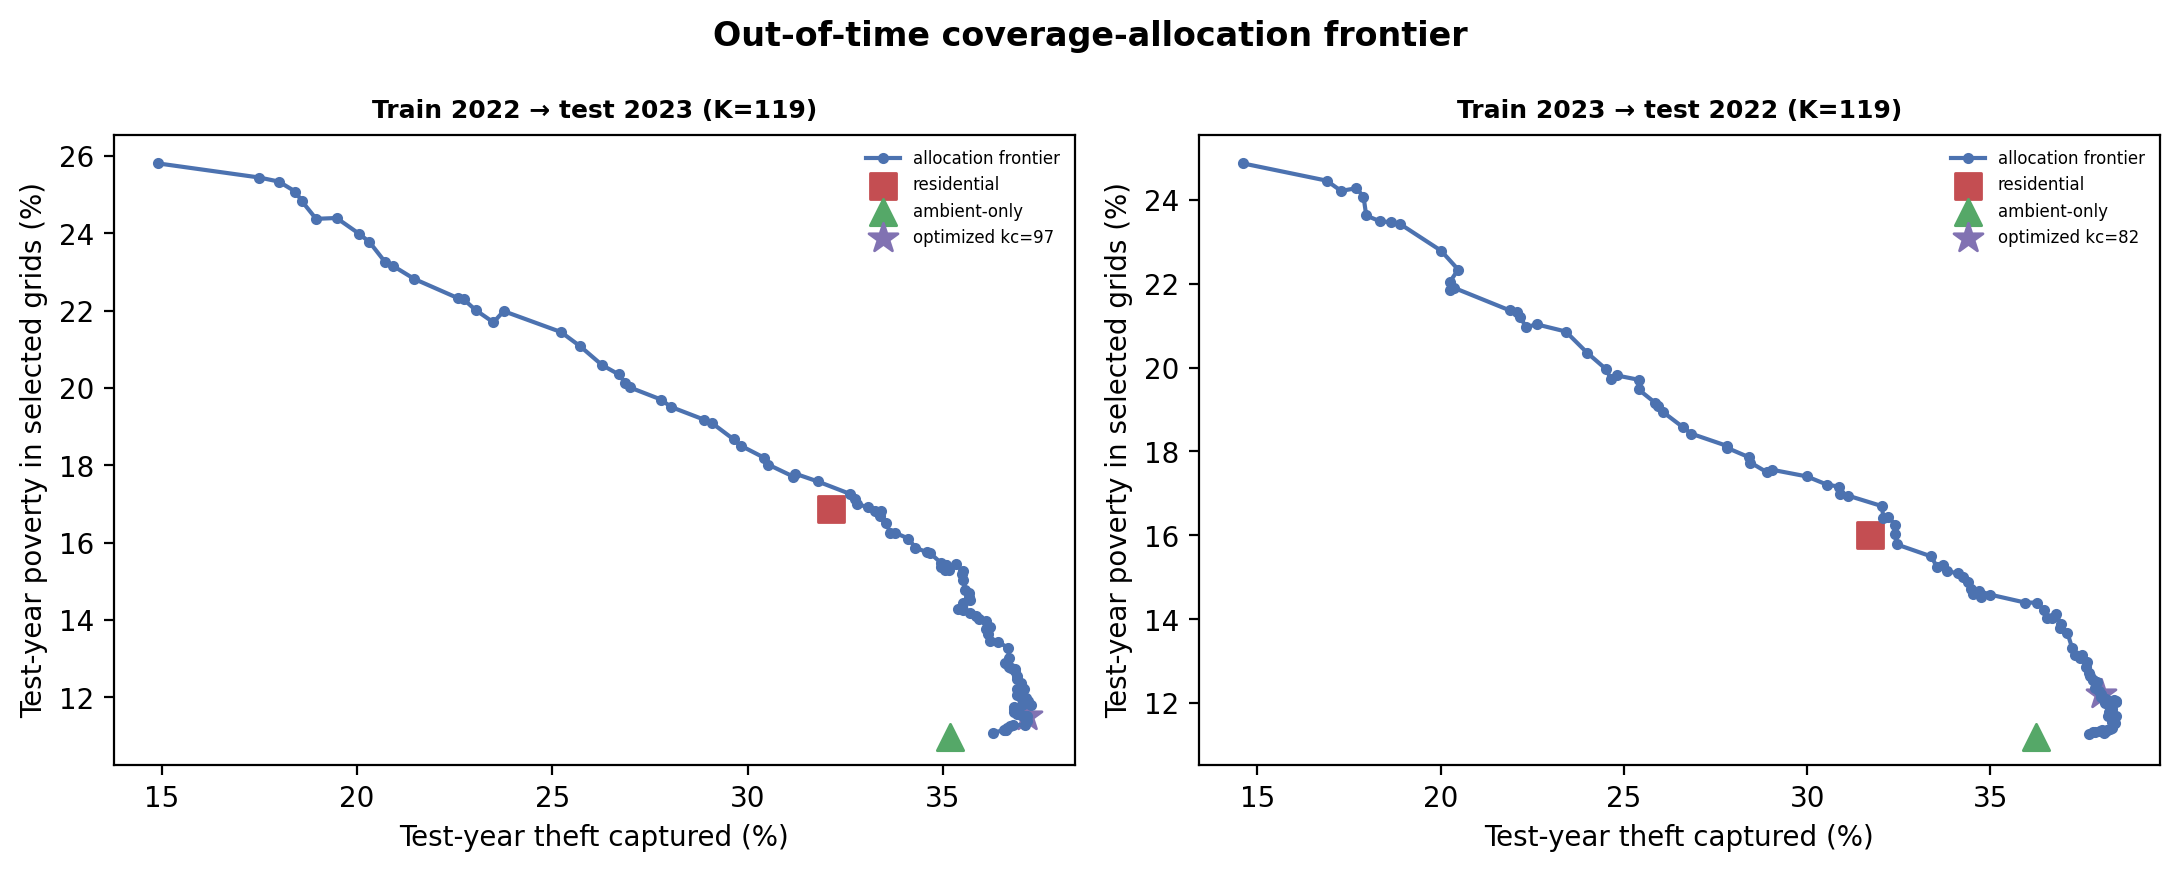 Out-of-time coverage-allocation frontier
Train 2022 → test 2023 (K=119)
Test-year poverty in selected grids (%)
26
24
22
20
18
16
14
12
allocation frontier
residential
ambient-only
optimized kc=97
15
20
25
30
35
Test-year theft captured (%)
Train 2023 → test 2022 (K=119)
Test-year poverty in selected grids (%)
24
22
20
18
16
14
12
allocation frontier
residential
ambient-only
optimized kc=82
15
20
25
30
35
Test-year theft captured (%)